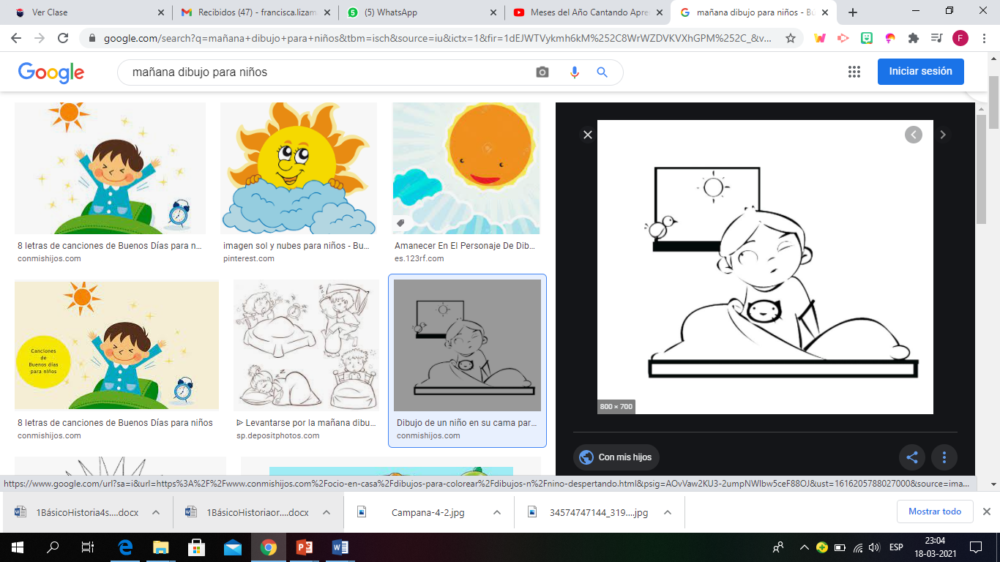 Ver Clase
Recibidos (47) - francisca.lizam
(5) WhatsApp
Meses del Año Cantando Apre
mañana dibujo para niños - Bu
google.com/search?q=mañana+dibujo+para+niños&tbm=isch&source=iu&ictx=1&fir=1dEJWTVykmh6kM%252C8WrWZDVKVXhGPM%252C_&v...
F
Google
mañana dibujo para niños
Iniciar sesión
8 letras de canciones de Buenos Días para n...
conmishijos.com
imagen sol y nubes para niños - Bu...
pinterest.com
Amanecer En El Personaje De Dib...
es.123rf.com
Canciones
de
Buenos días
para niños
8 letras de canciones de Buenos Días para niños
conmishijos.com
Levantarse por la mañana dibu...
sp.depositphotos.com
Dibujo de un niño en su cama par...
conmishijos.com
800 × 700
Con mis hijos
https://www.google.com/url?sa=i&url=https%3A%2F%2Fwww.conmishijos.com%2Focio-en-casa%2Fdibujos-para-colorear%2Fdibujos-n%2Fnino-despertando.html&psig=AOvVaw2KU3-2umpNWIbw5ceF88OJ&ust=1616205788027000&source=ima...
1BásicoHistoria4s....docx
1BásicoHistoriaor....docx
Campana-4-2.jpg
34574747144_319....jpg
Mostrar todo
ESP
23:04
18-03-2021